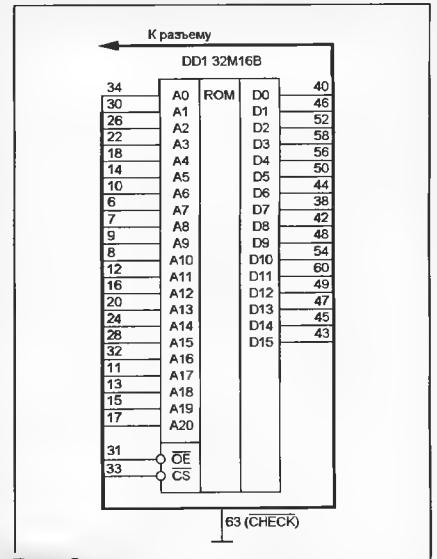 К разъему
DD1 32M16B
34 A0 ROM D0 40
30 A1 D1 46
26 A2 D2 52
22 A3 D3 58
18 A4 D4 56
14 A5 D5 50
10 A6 D6 44
6 A7 D7 38
7 A8 D8 42
9 A9 D9 48
8 A10 D10 54
12 A11 D11 60
16 A12 D12 49
20 A13 D13 47
24 A14 D14 45
28 A15 D15 43
32 A16
11 A17
13 A18
15 A19
17 A20
31 O̅E̅
33 C̅S̅
63 (C̅H̅E̅C̅K̅)